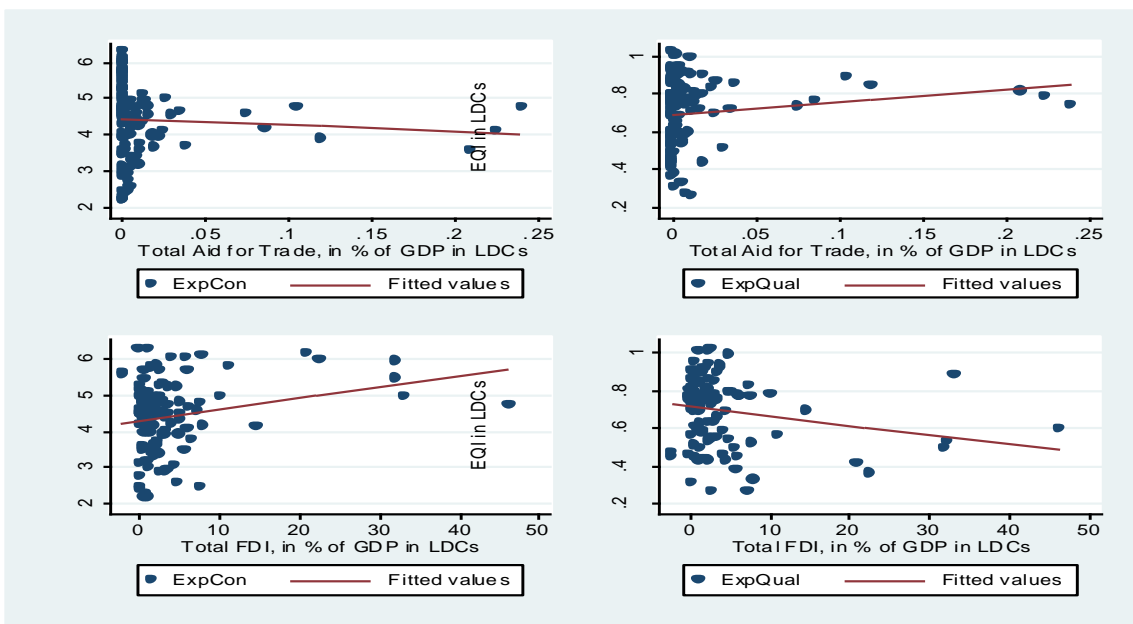 6
5
4
3
2
0 .05 .1 .15 .2 .25
Total Aid for Trade, in % of GDP in LDCs
ExpCon Fitted values
EQI in LDCs
1
.8
.6
.4
.2
0 .05 .1 .15 .2 .25
Total Aid for Trade, in % of GDP in LDCs
ExpQual Fitted values
6
5
4
3
2
0 10 20 30 40 50
Total FDI, in % of GDP in LDCs
ExpCon Fitted values
EQI in LDCs
1
.8
.6
.4
.2
0 10 20 30 40 50
Total FDI, in % of GDP in LDCs
ExpQual Fitted values